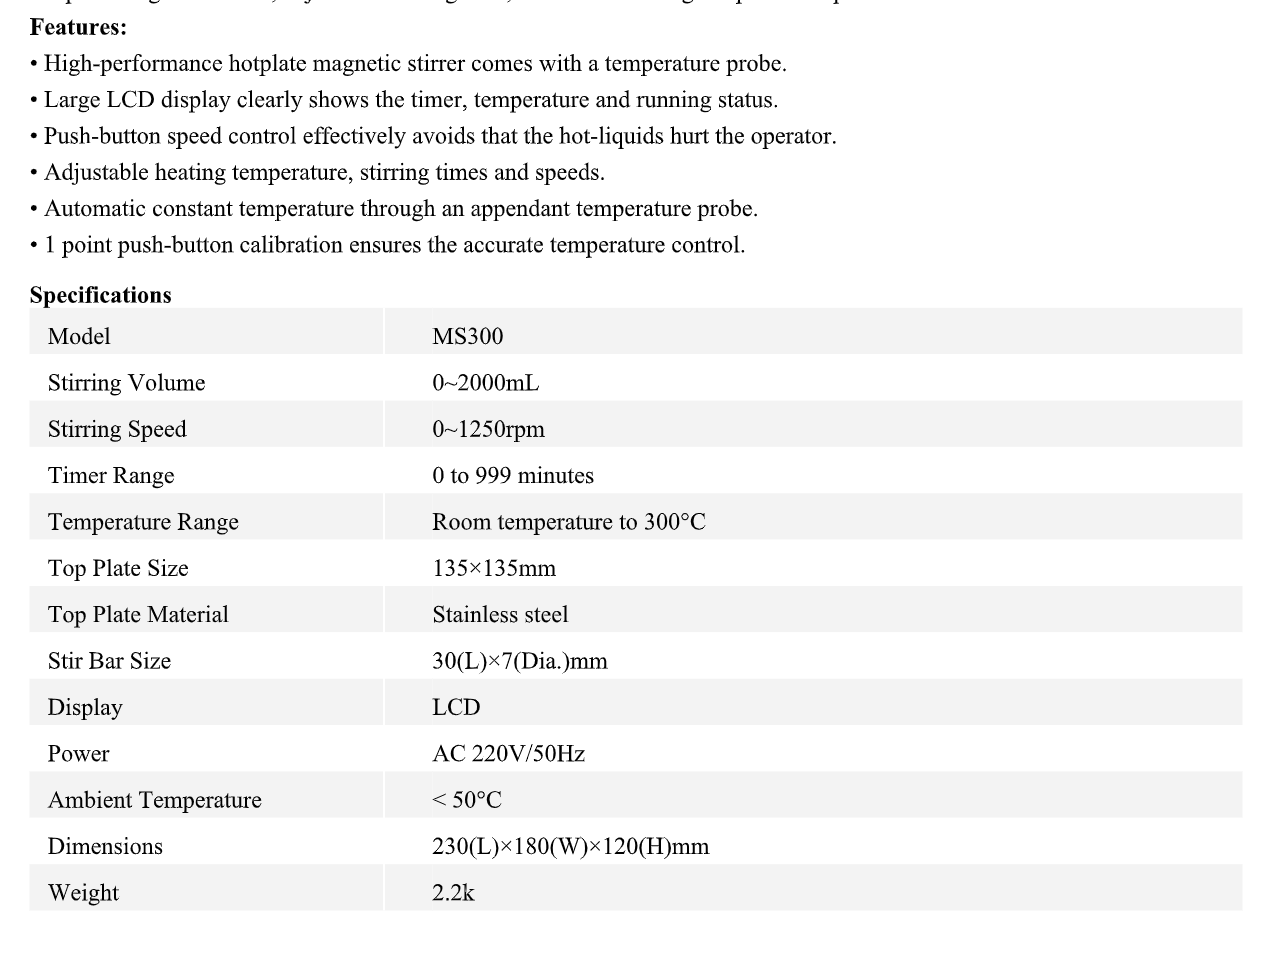 Features:
• High-performance hotplate magnetic stirrer comes with a temperature probe.
• Large LCD display clearly shows the timer, temperature and running status.
• Push-button speed control effectively avoids that the hot-liquids hurt the operator.
• Adjustable heating temperature, stirring times and speeds.
• Automatic constant temperature through an appendant temperature probe.
• 1 point push-button calibration ensures the accurate temperature control.
Specifications
Model MS300
Stirring Volume 0~2000mL
Stirring Speed 0~1250rpm
Timer Range 0 to 999 minutes
Temperature Range Room temperature to 300°C
Top Plate Size 135×135mm
Top Plate Material Stainless steel
Stir Bar Size 30(L)×7(Dia.)mm
Display LCD
Power AC 220V/50Hz
Ambient Temperature < 50°C
Dimensions 230(L)×180(W)×120(H)mm
Weight 2.2k